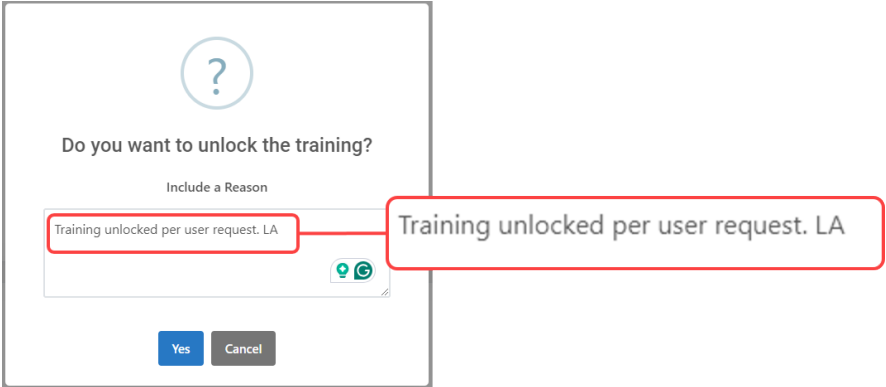 ?
Do you want to unlock the training?
Include a Reason
Training unlocked per user request. LA
Training unlocked per user request. LA
Yes
Cancel